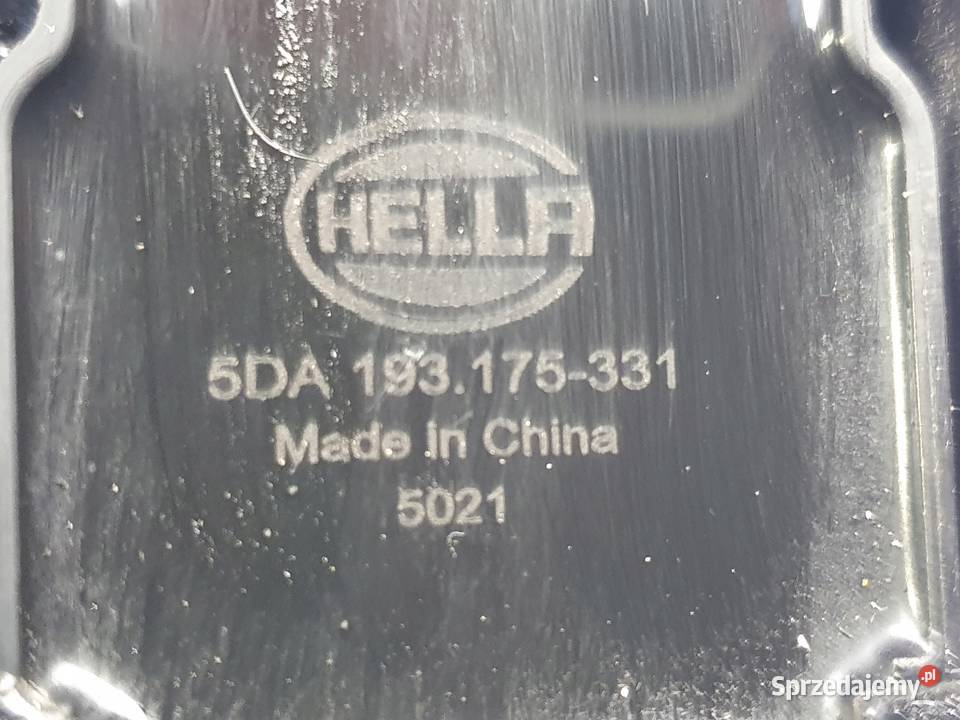 HELLA
5DA 193.175-331
Made in China
5021
Sprzedajemy.pl